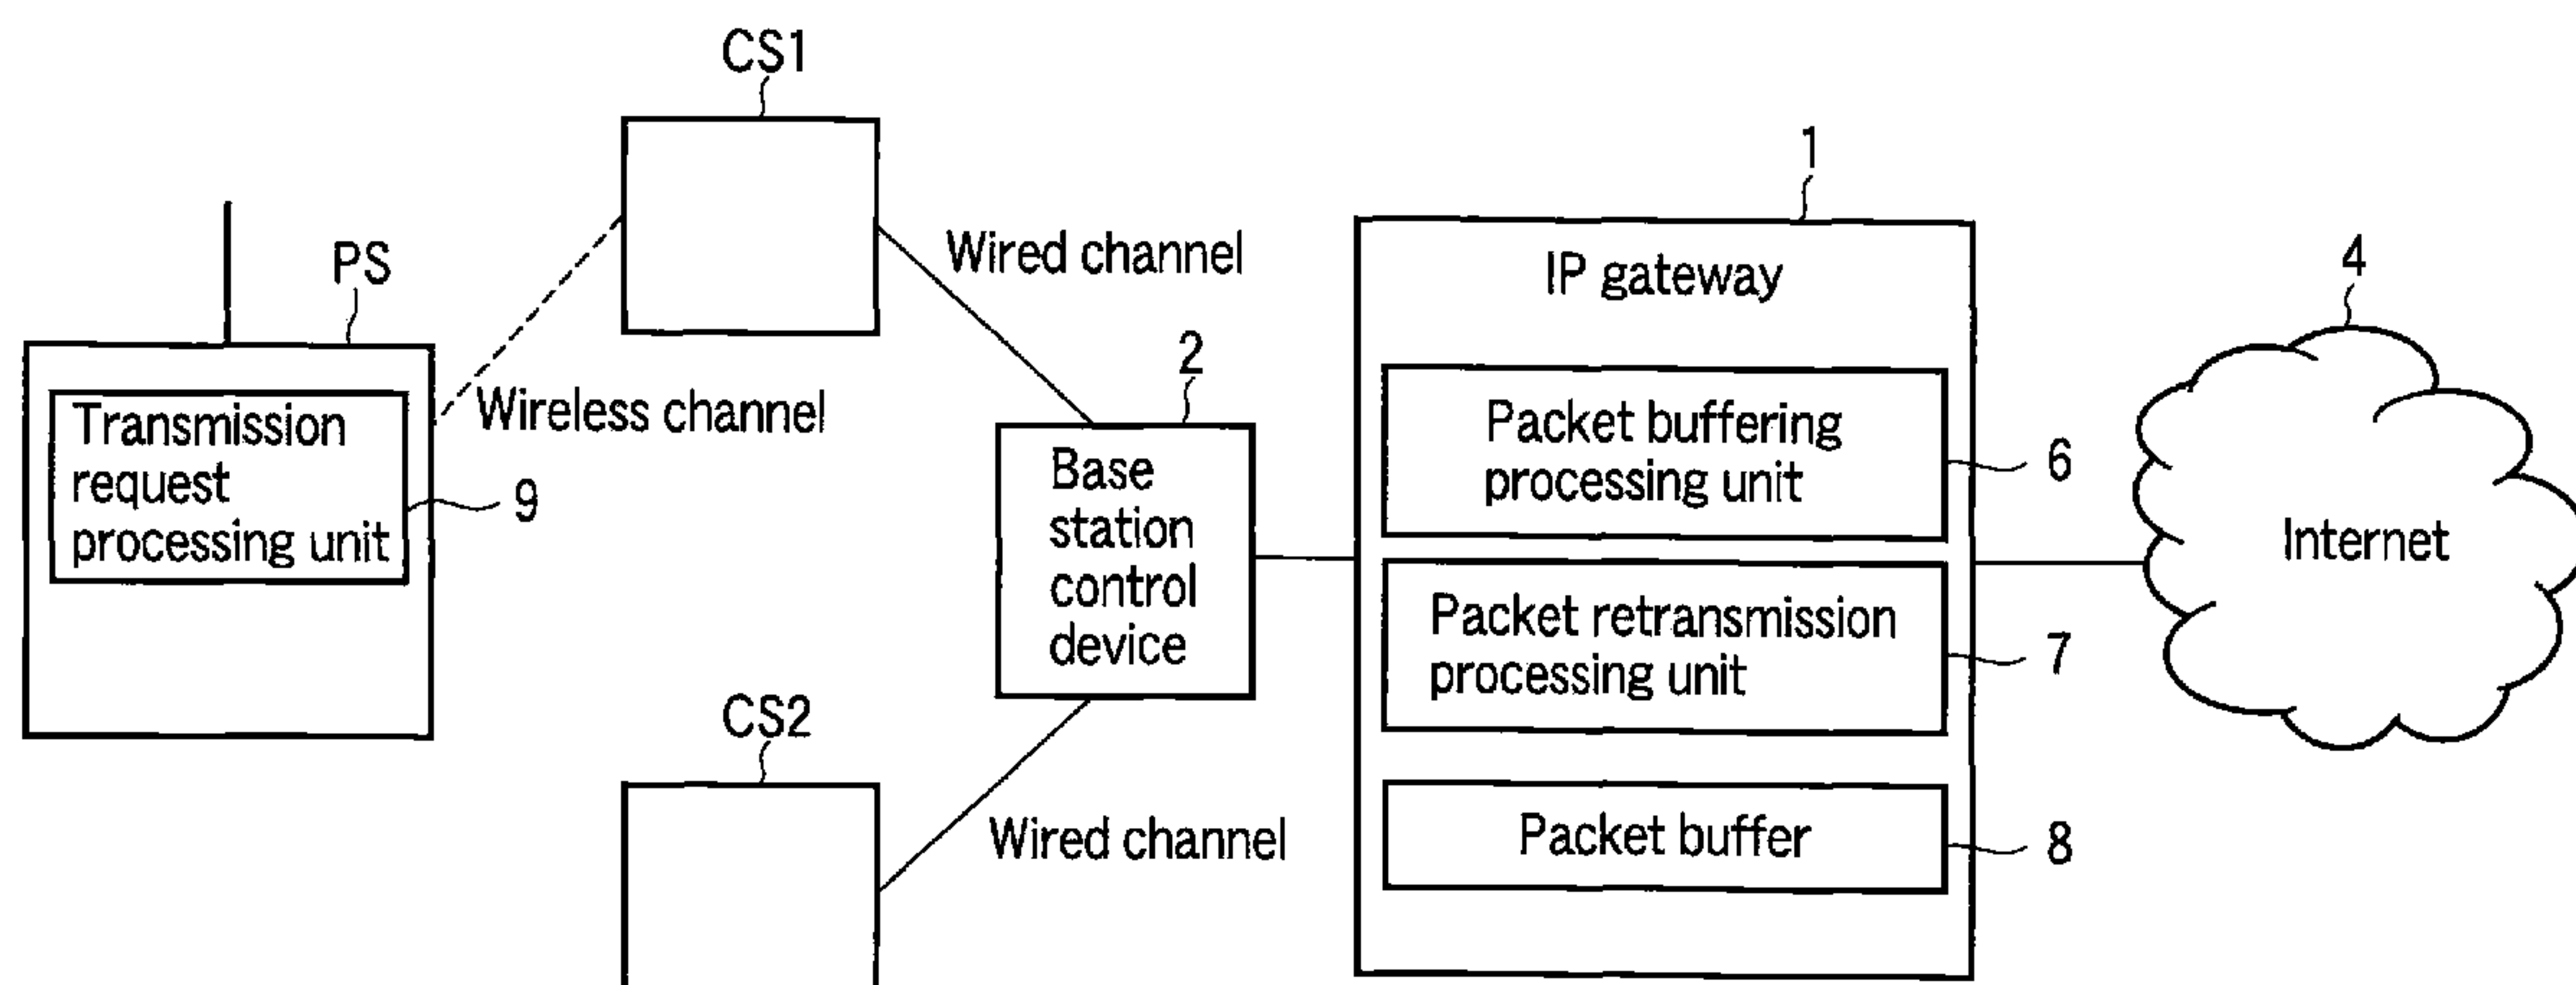 CS1
PS
Transmission
request
processing unit
9
Wireless channel
Wired channel
2
Base
station
control
device
CS2
Wired channel
1
IP gateway
Packet buffering
processing unit
6
Packet retransmission
processing unit
7
Packet buffer
8
4
Internet